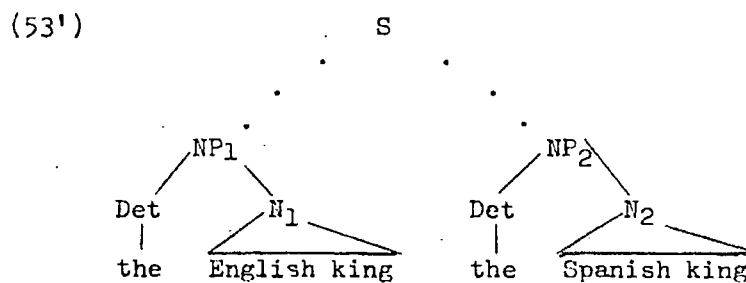 (53') S
NP1 NP2
Det N1 Det N2
the English king the Spanish king